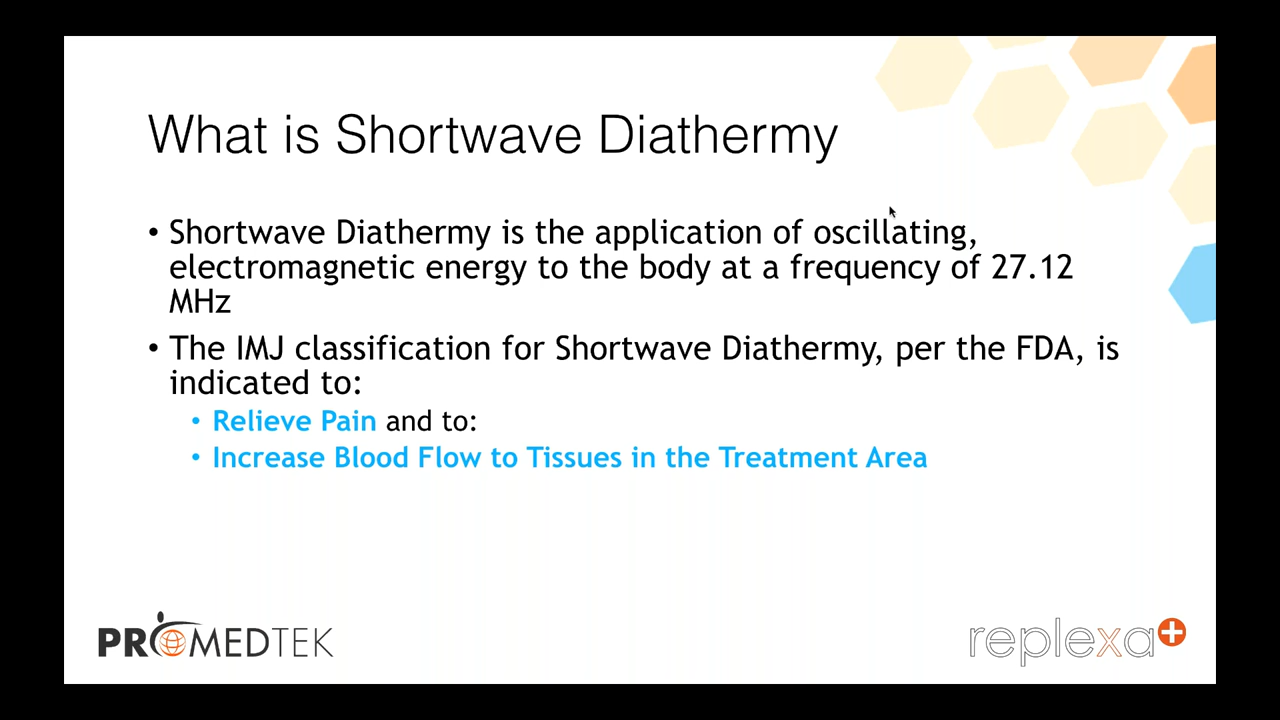 What is Shortwave Diathermy
• Shortwave Diathermy is the application of oscillating,
electromagnetic energy to the body at a frequency of 27.12
MHz
• The IMJ classification for Shortwave Diathermy, per the FDA, is
indicated to:
• Relieve Pain and to:
• Increase Blood Flow to Tissues in the Treatment Area
PROMEDTEK
replexa+